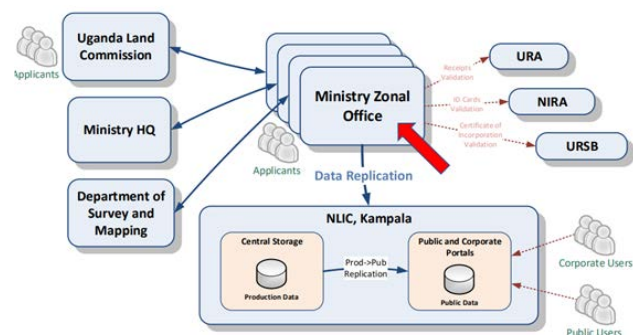 Applicants
Uganda Land
Commission
Ministry HQ
Department of
Survey and
Mapping
Ministry Zonal
Office
Applicants
Receipts
Validation
ID Cards
Validation
Certificate of
Incorporation
Validation
URA
NIRA
URSB
Data Replication
NLIC, Kampala
Central Storage
Production Data
Prod->Pub
Replication
Public and Corporate
Portals
Public Data
Corporate Users
Public Users